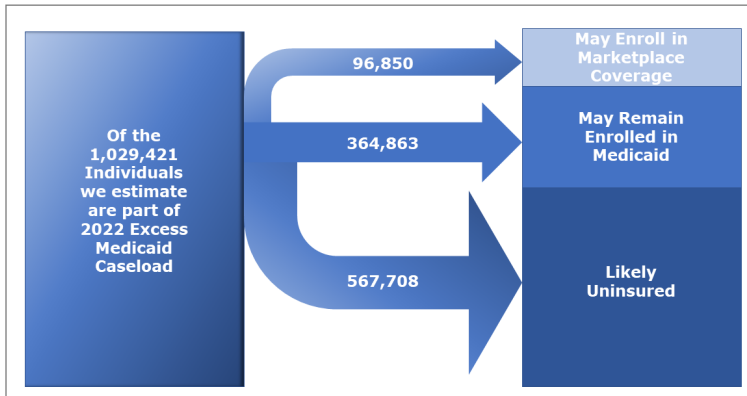 Of the
1,029,421
Individuals
we estimate
are part of
2022 Excess
Medicaid
Caseload
96,850
364,863
567,708
May Enroll in
Marketplace
Coverage
May Remain
Enrolled in
Medicaid
Likely
Uninsured